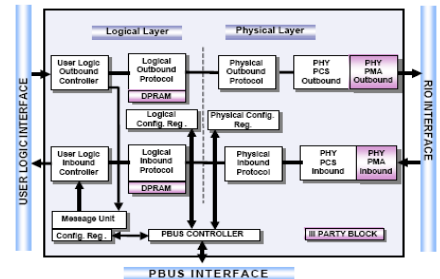 Logical Layer
Physical Layer
USER LOGIC INTERFACE
User Logic
Outbound
Controller
Logical
Outbound
Protocol
DPRAM
Physical
Outbound
Protocol
PHY
PCS
Outbound
PHY
PMA
Outbound
RIO INTERFACE
Logical
Config. Reg .
Physical Config.
Reg.
User Logic
Inbound
Controller
Logical
Inbound
Protocol
DPRAM
Physical
Inbound
Protocol
PHY
PCS
Inbound
PHY
PMA
Inbound
Message Unit
Config. Reg .
PBUS CONTROLLER
III PARTY BLOCK
PBUS INTERFACE